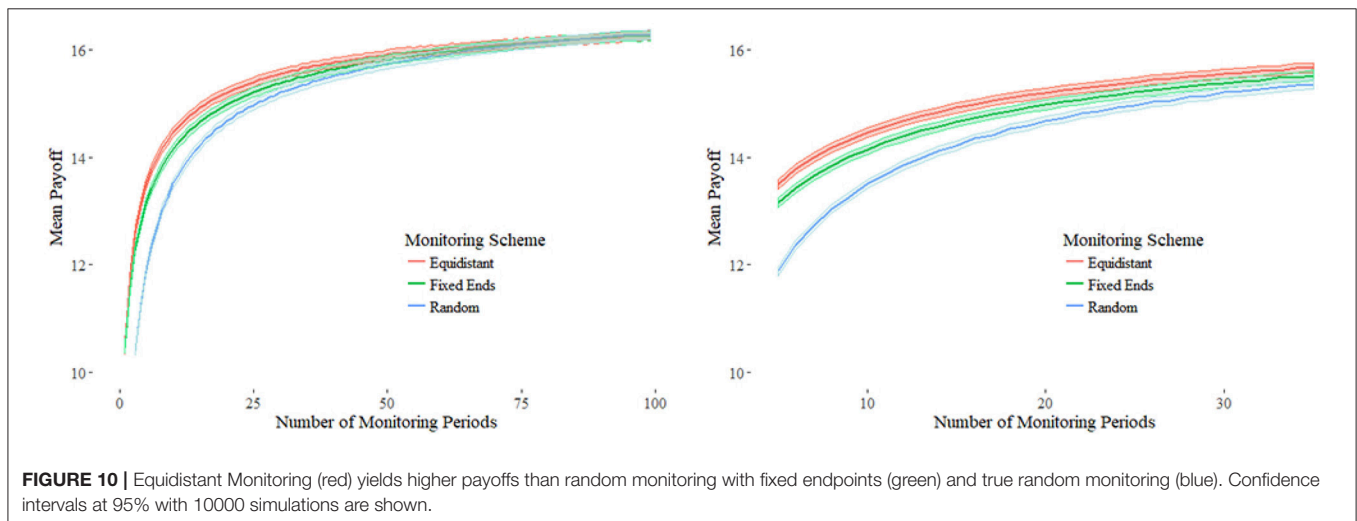 16
14
12
10
Mean Payoff
0
25
50
75
100
Number of Monitoring Periods
Monitoring Scheme
Equidistant
Fixed Ends
Random
16
14
12
10
Mean Payoff
10
20
30
Number of Monitoring Periods
Monitoring Scheme
Equidistant
Fixed Ends
Random
FIGURE 10 | Equidistant Monitoring (red) yields higher payoffs than random monitoring with fixed endpoints (green) and true random monitoring (blue). Confidence
intervals at 95% with 10000 simulations are shown.